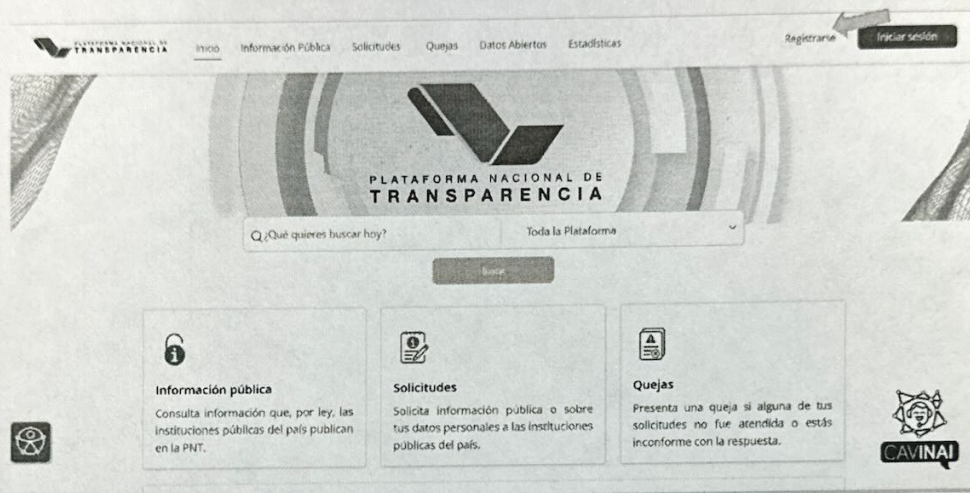 PLATAFORMA NACIONAL DE
TRANSPARENCIA
Inicio Información Pública Solicitudes Quejas Datos Abiertos Estadísticas Registrarse Iniciar sesión
PLATAFORMA NACIONAL DE
TRANSPARENCIA
¿Qué quieres buscar hoy? Toda la Plataforma
Buscar
Información pública
Consulta información que, por ley, las
instituciones públicas del país publican
en la PNT.
Solicitudes
Solicita información pública o sobre
tus datos personales a las instituciones
públicas del país.
Quejas
Presenta una queja si alguna de tus
solicitudes no fue atendida o estás
inconforme con la respuesta.
CAVINAI